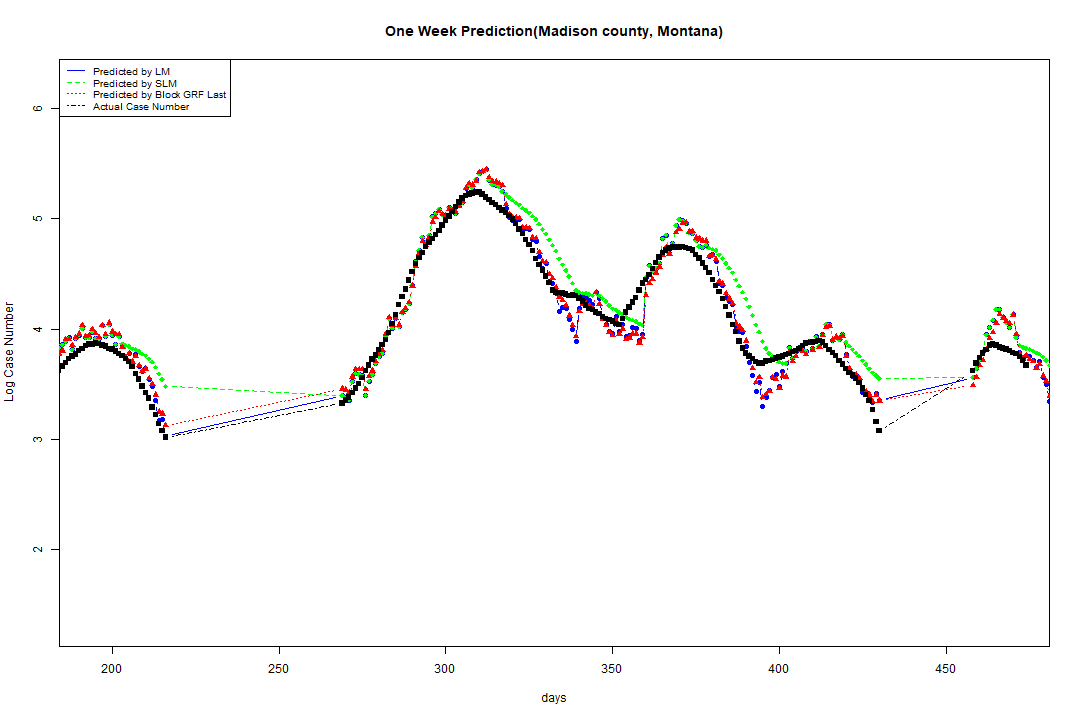 One Week Prediction(Madison county, Montana)
Predicted by LM
Predicted by SLM
Predicted by Block GRF Last
Actual Case Number
6
5
4
3
2
Log Case Number
200
250
300
350
400
450
days